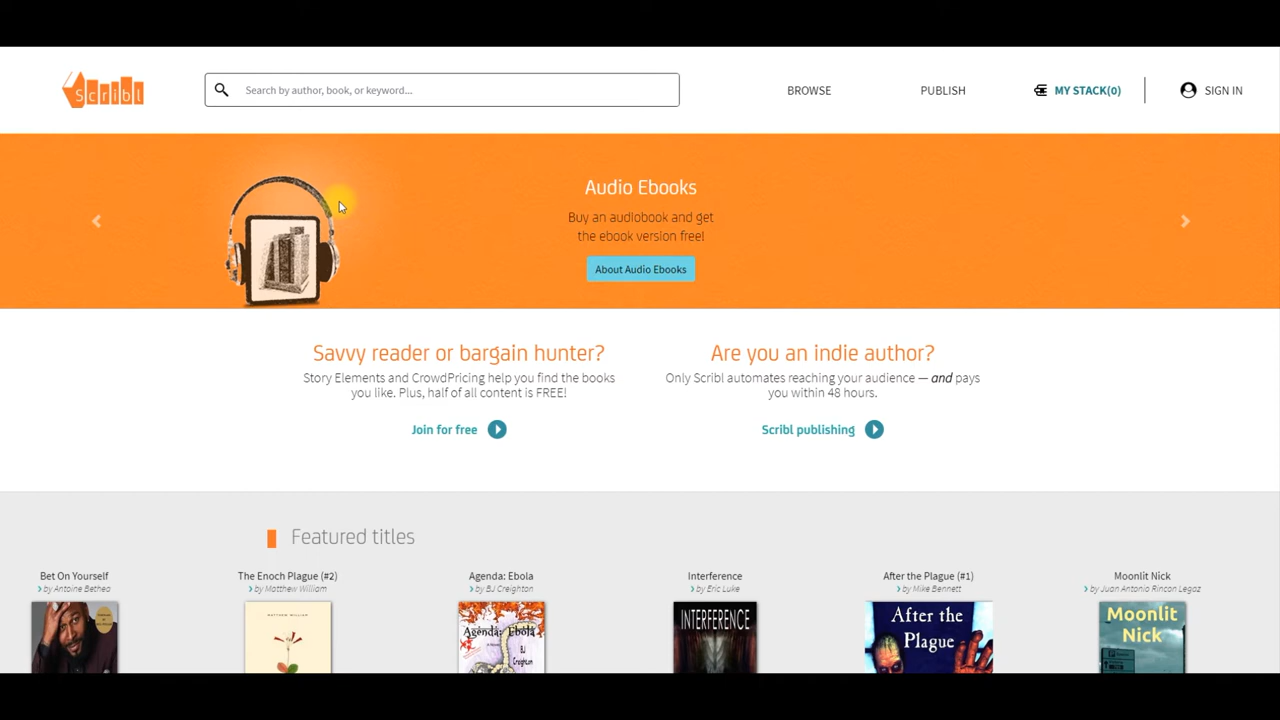 Scribl
Search by author, book, or keyword...
BROWSE
PUBLISH
MY STACK(0)
SIGN IN
Audio Ebooks
Buy an audiobook and get
the ebook version free!
About Audio Ebooks
Savvy reader or bargain hunter?
Story Elements and CrowdPricing help you find the books
you like. Plus, half of all content is FREE!
Join for free
Are you an indie author?
Only Scribl automates reaching your audience — and pays
you within 48 hours.
Scribl publishing
Featured titles
Bet On Yourself
by Antoine Bethea
The Enoch Plague (#2)
by Matthew William
MATTHEW WILLIAM
Agenda: Ebola
by BJ Creighton
Agenda: Ebola
BJ
Creighton
Interference
by Eric Luke
INTERFERENCE
After the Plague (#1)
by Mike Bennett
After the
Plague
Moonlit Nick
by Juan Antonio Rincon Legaz
Moonlit
Nick